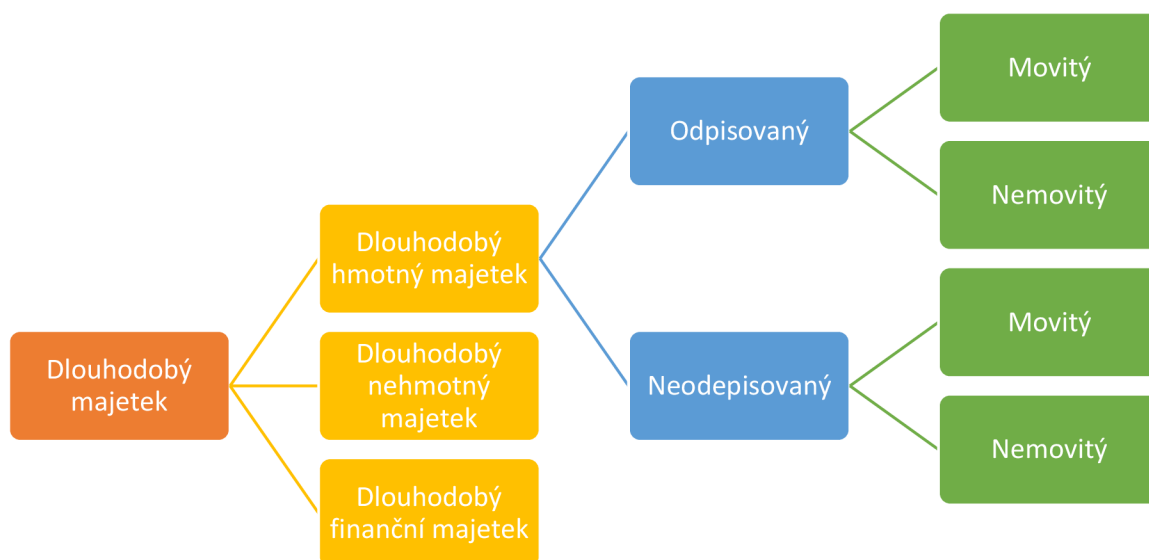 Dlouhodobý
majetek
Dlouhodobý
hmotný majetek
Dlouhodobý
nehmotný
majetek
Dlouhodobý
finanční majetek
Odpisovaný
Neodepisovaný
Movitý
Nemovitý
Movitý
Nemovitý